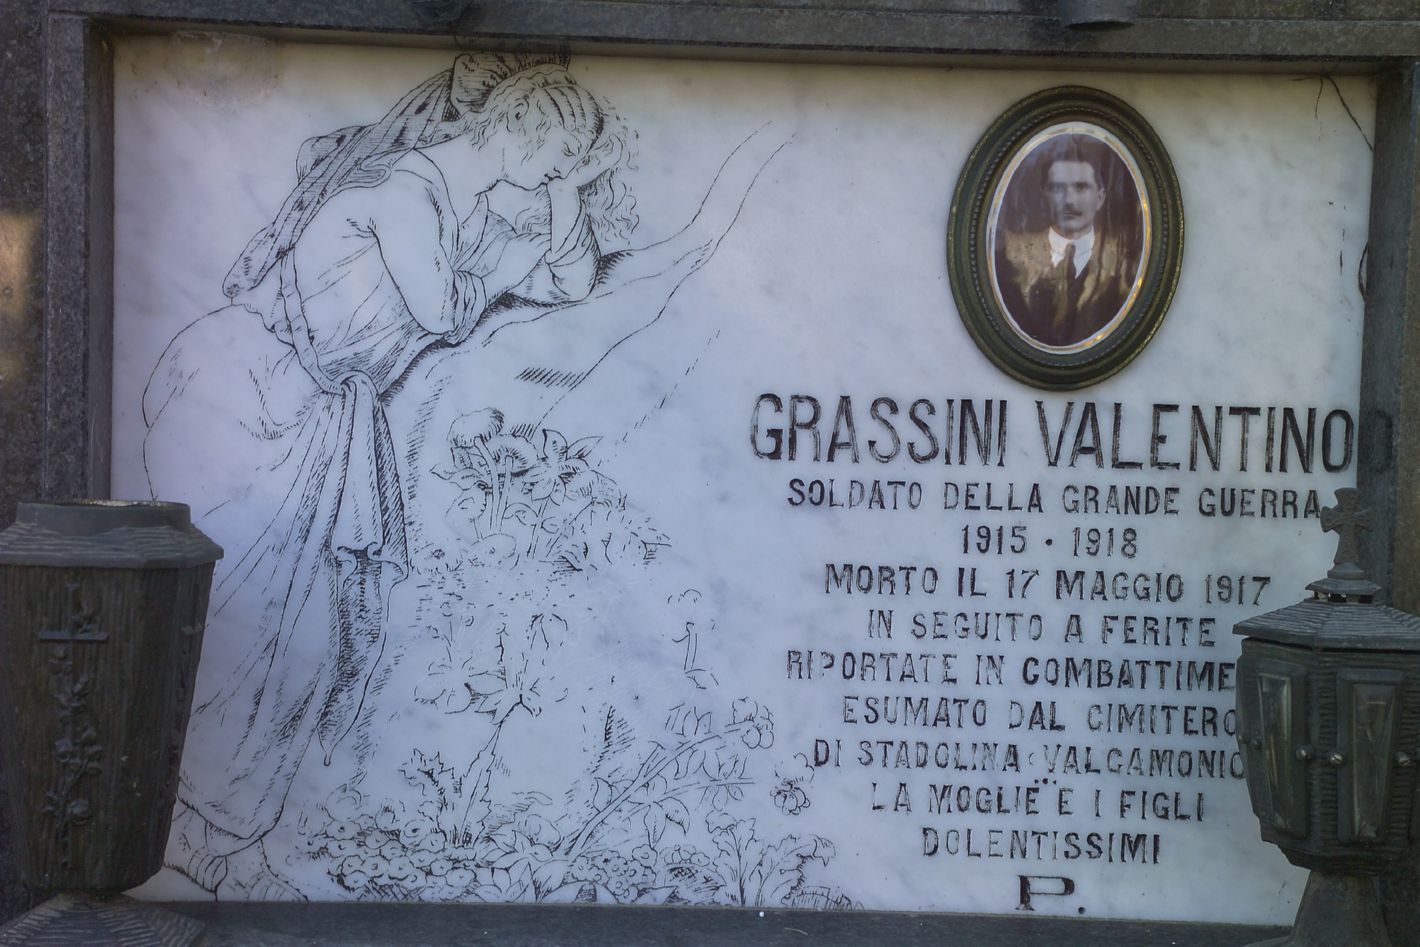 GRASSINI VALENTINO
SOLDATO DELLA GRANDE GUERRA
1915 · 1918
MORTO IL 17 MAGGIO 1917
IN SEGUITO A FERITE
RIPORTATE IN COMBATTIME
ESUMATO DAL CIMITERO
DI STADOLINA VALCAMONIC
LA MOGLIE E I FIGLI
DOLENTISSIMI
P.